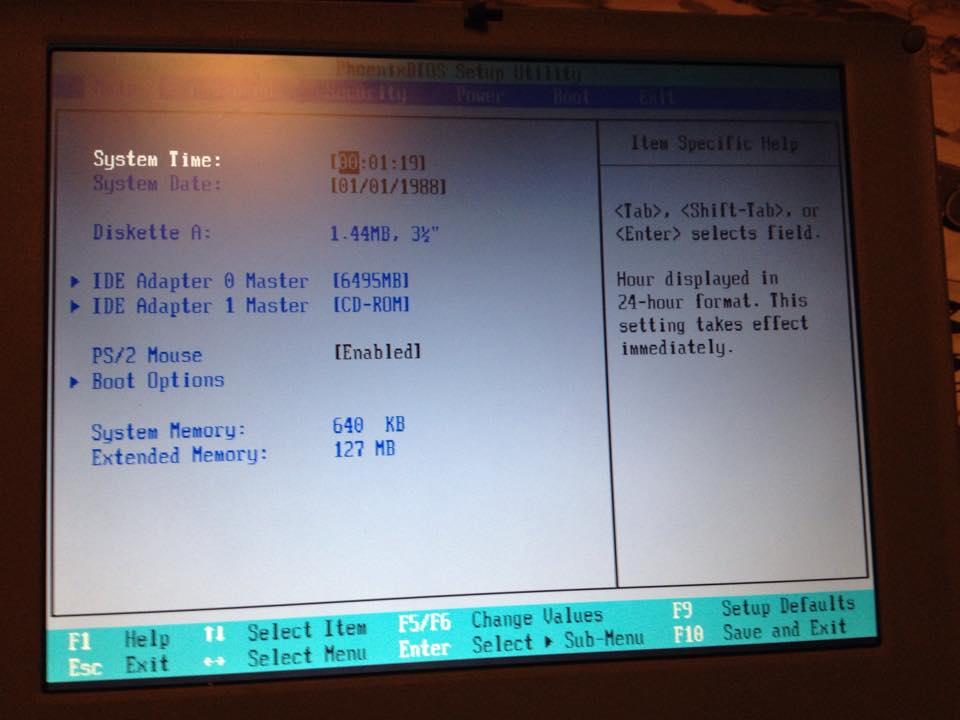 PhoenixBIOS Setup Utility
Main Security Power Boot Exit
System Time: [00:01:19]
System Date: [01/01/1988]
Diskette A: 1.44MB, 3½"
IDE Adapter 0 Master [6495MB]
IDE Adapter 1 Master [CD-ROM]
PS/2 Mouse [Enabled]
Boot Options
System Memory: 640 KB
Extended Memory: 127 MB
Item Specific Help
<Tab>, <Shift-Tab>, or
<Enter> selects field.
Hour displayed in
24-hour format. This
setting takes effect
immediately.
F1 Help ↑↓ Select Item F5/F6 Change Values F9 Setup Defaults
Esc Exit ↔ Select Menu Enter Select ▶ Sub-Menu F10 Save and Exit